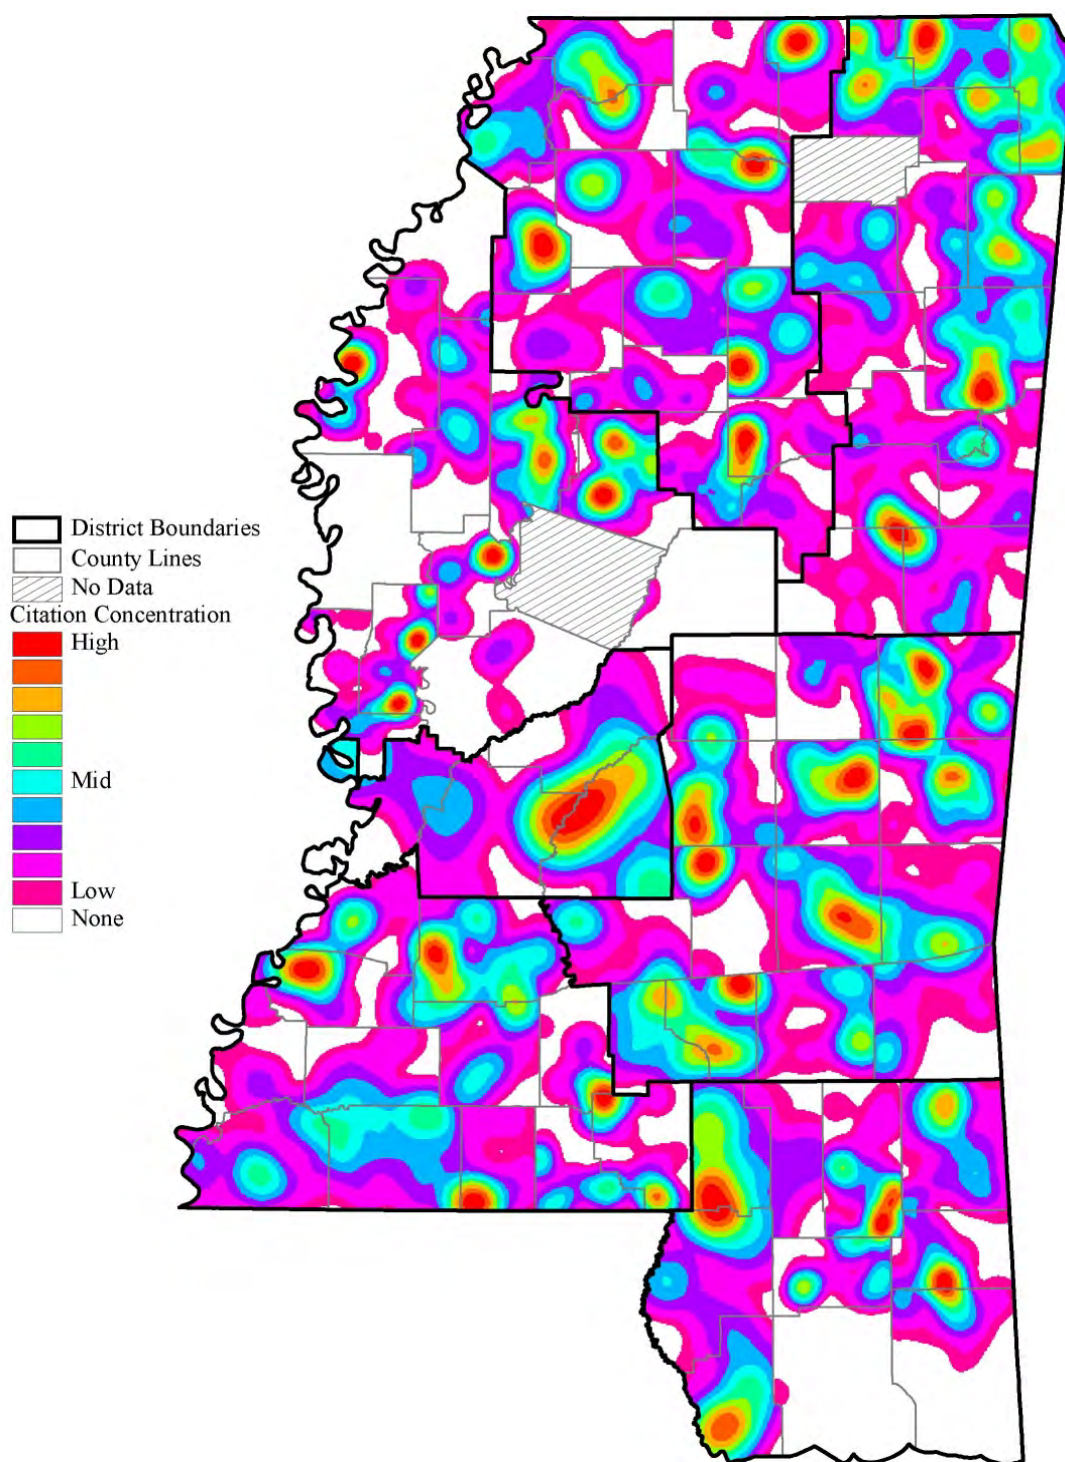 District Boundaries
County Lines
No Data
Citation Concentration
High
Mid
Low
None